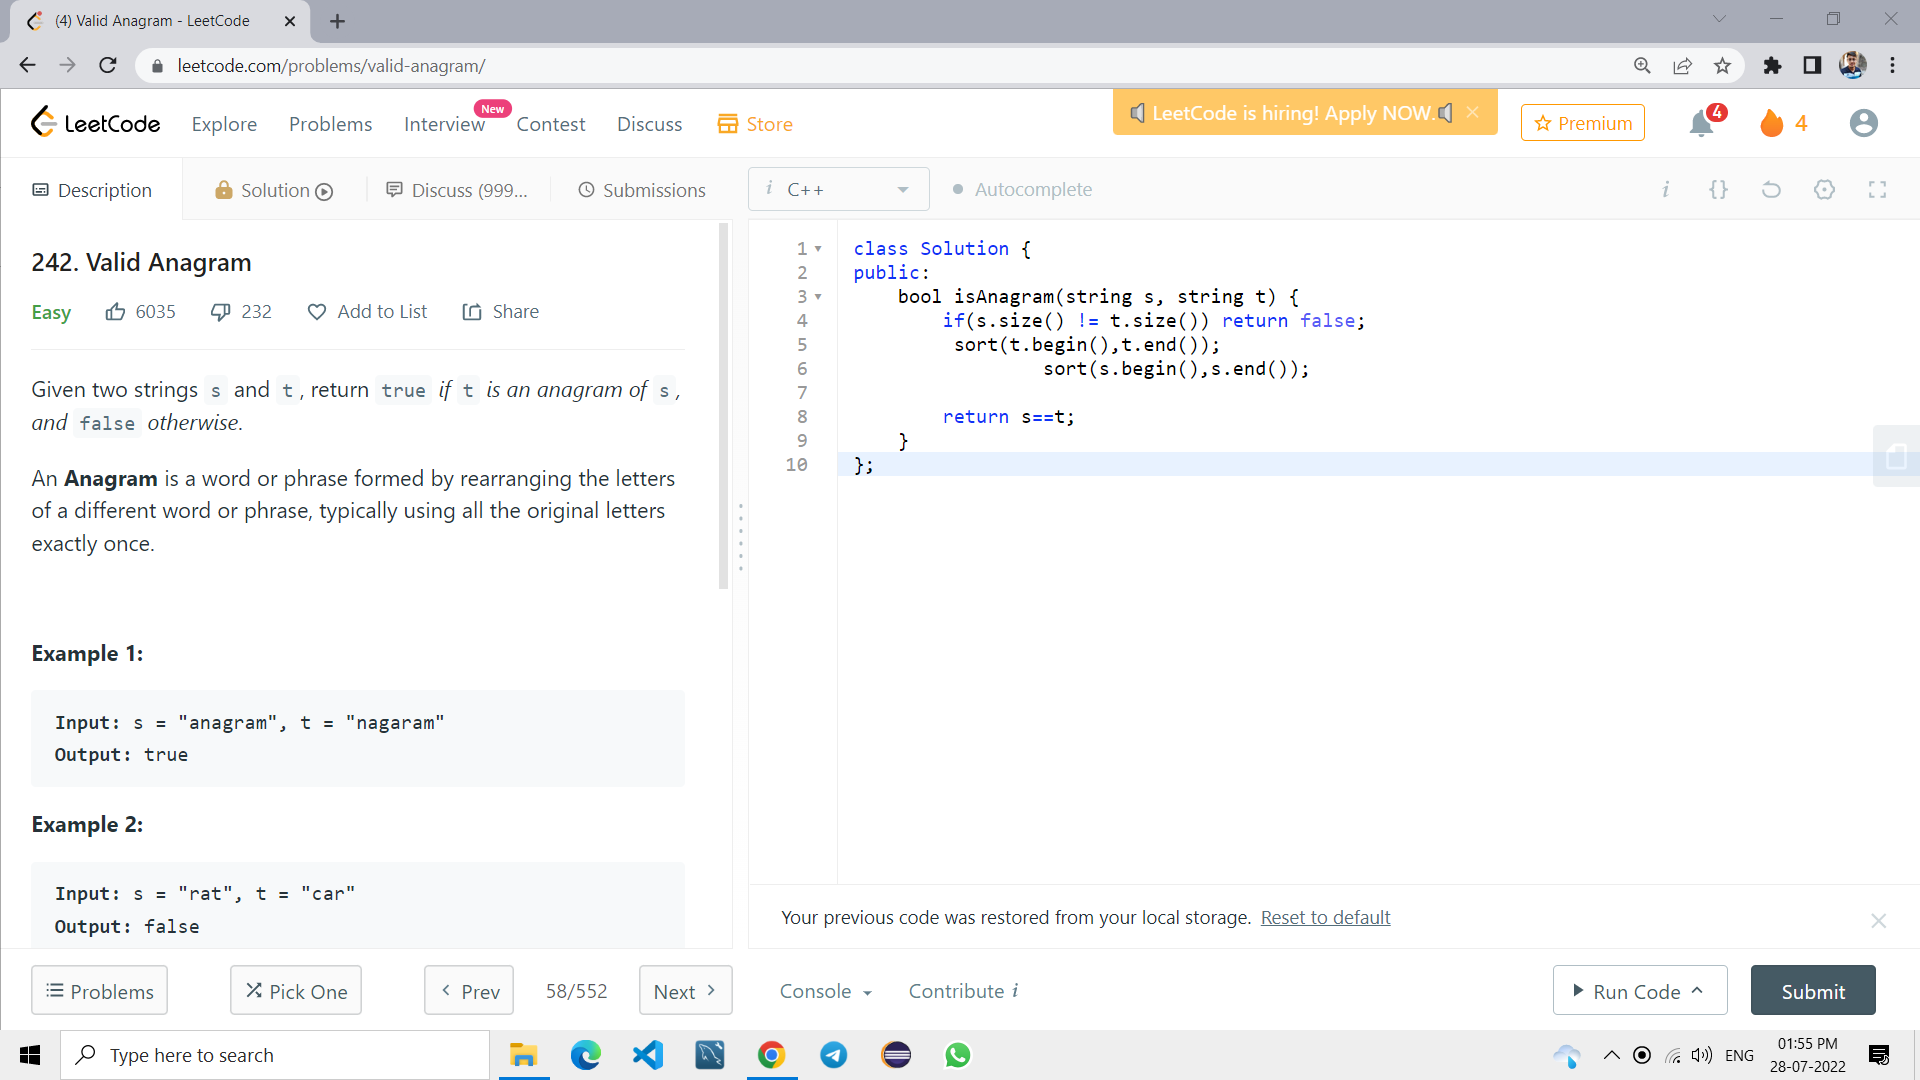 (4) Valid Anagram - LeetCode
leetcode.com/problems/valid-anagram/
LeetCode Explore Problems Interview New Contest Discuss Store
LeetCode is hiring! Apply NOW.
Premium 4 4
Description Solution Discuss (999... Submissions
i C++ Autocomplete i {}
242. Valid Anagram
Easy 6035 232 Add to List Share
Given two strings s and t, return true if t is an anagram of s,
and false otherwise.
An Anagram is a word or phrase formed by rearranging the letters
of a different word or phrase, typically using all the original letters
exactly once.
Example 1:
Input: s = "anagram", t = "nagaram"
Output: true
Example 2:
Input: s = "rat", t = "car"
Output: false
1 class Solution {
2 public:
3     bool isAnagram(string s, string t) {
4         if(s.size() != t.size()) return false;
5          sort(t.begin(),t.end());
6                  sort(s.begin(),s.end());
7
8         return s==t;
9     }
10 };
Your previous code was restored from your local storage. Reset to default
Problems Pick One Prev 58/552 Next Console Contribute i Run Code Submit
Type here to search
ENG
01:55 PM
28-07-2022